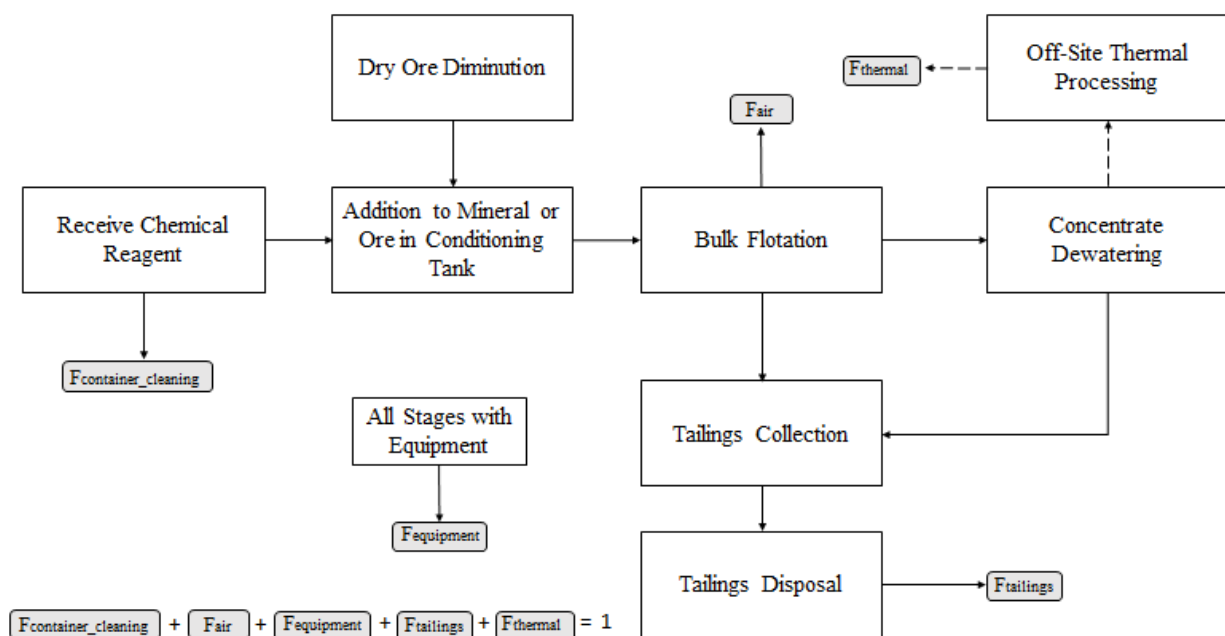 Dry Ore Diminution
Fthermal
Off-Site Thermal
Processing
Fair
Receive Chemical
Reagent
Addition to Mineral or
Ore in Conditioning
Tank
Bulk Flotation
Concentrate
Dewatering
Fcontainer_cleaning
All Stages with
Equipment
Tailings Collection
Fequipment
Tailings Disposal
Ftailings
Fcontainer_cleaning + Fair + Fequipment + Ftailings + Fthermal = 1